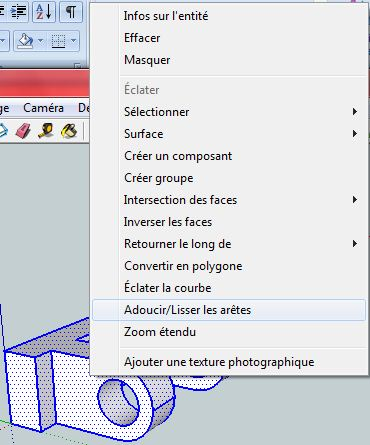 Infos sur l'entité
Effacer
Masquer
Éclater
Sélectionner
Surface
Créer un composant
Créer groupe
Intersection des faces
Inverser les faces
Retourner le long de
Convertir en polygone
Éclater la courbe
Adoucir/Lisser les arêtes
Zoom étendu
Ajouter une texture photographique
ge Caméra De